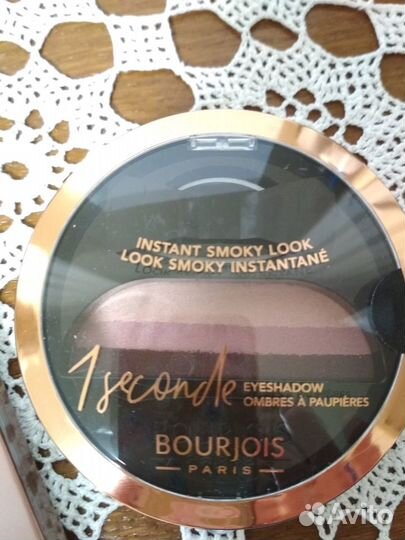 INSTANT SMOKY LOOK
LOOK SMOKY INSTANTANÉ
1 seconde
EYESHADOW
OMBRES À PAUPIÈRES
BOURJOIS
PARIS
Avito